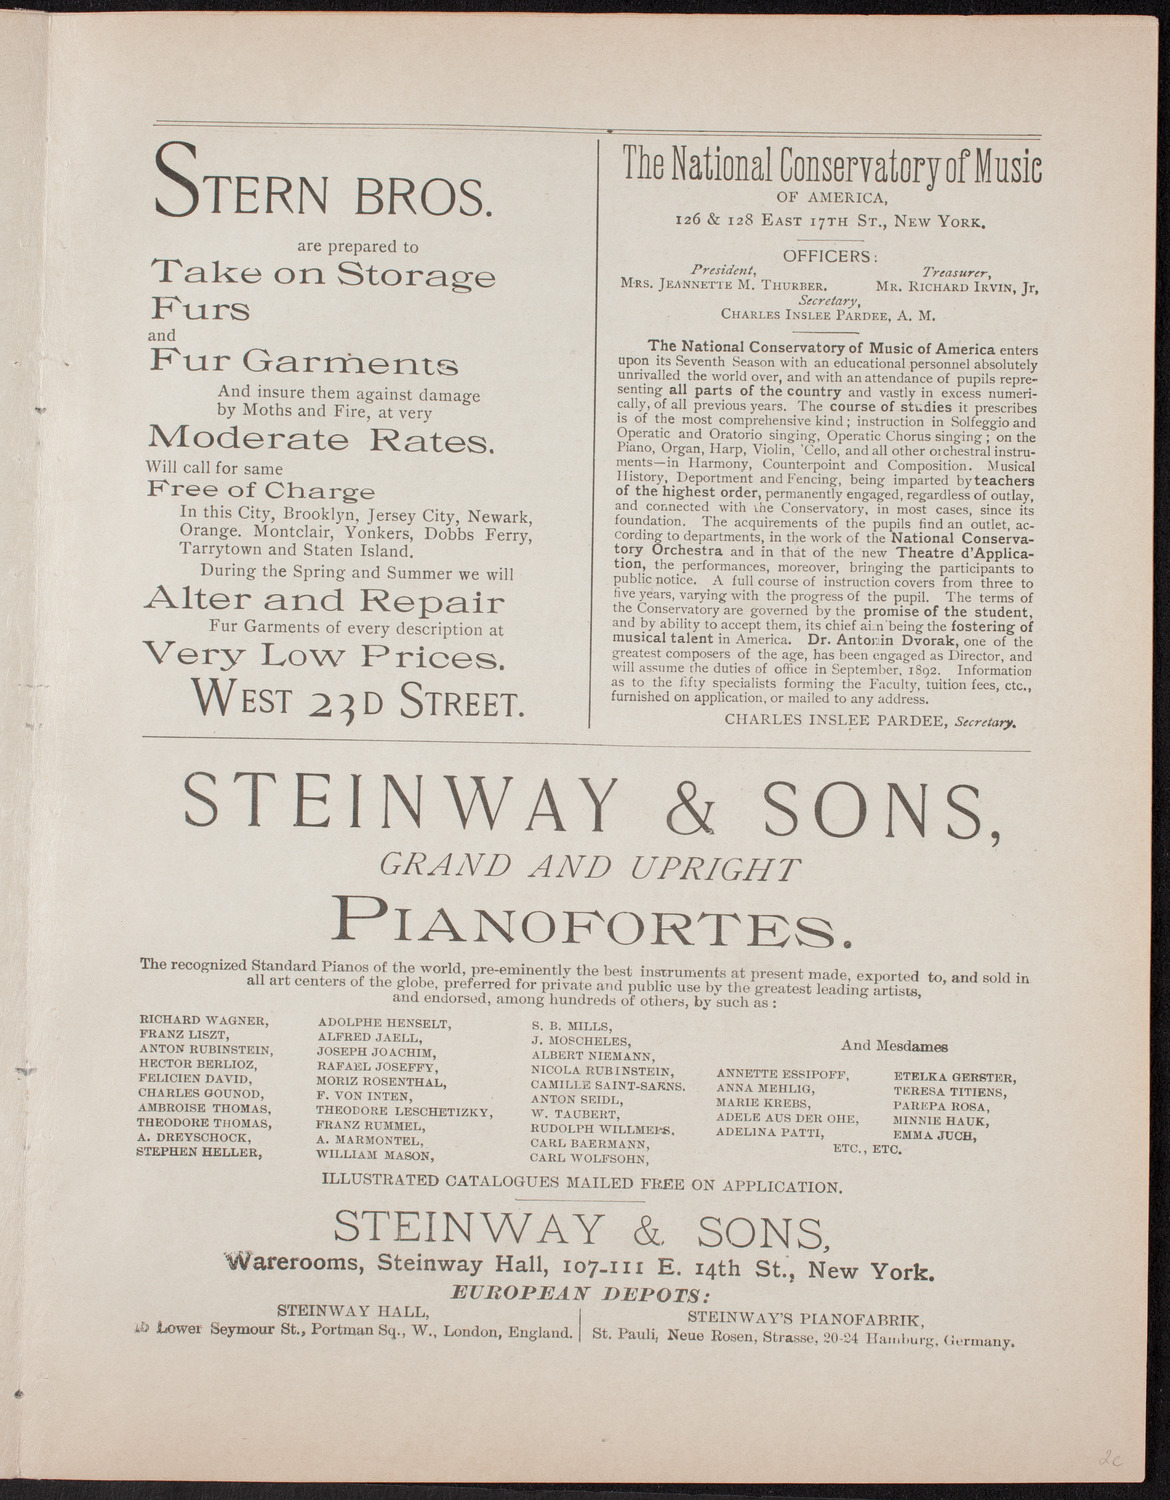 STERN BROS.
are prepared to
Take on Storage
Furs
and
Fur Garments
And insure them against damage
by Moths and Fire, at very
Moderate Rates.
Will call for same
Free of Charge
In this City, Brooklyn, Jersey City, Newark,
Orange. Montclair, Yonkers, Dobbs Ferry,
Tarrytown and Staten Island.
During the Spring and Summer we will
Alter and Repair
Fur Garments of every description at
Very Low Prices.
WEST 23D STREET.
The National Conservatory of Music
OF AMERICA,
126 & 128 EAST 17TH ST., NEW YORK.
OFFICERS:
President, Treasurer,
MRS. JEANNETTE M. THURBER. MR. RICHARD IRVIN, Jr,
Secretary,
CHARLES INSLEE PARDEE, A. M.
The National Conservatory of Music of America enters
upon its Seventh Season with an educational personnel absolutely
unrivalled the world over, and with an attendance of pupils repre-
senting all parts of the country and vastly in excess numeri-
cally, of all previous years. The course of studies it prescribes
is of the most comprehensive kind; instruction in Solfeggio and
Operatic and Oratorio singing, Operatic Chorus singing; on the
Piano, Organ, Harp, Violin, 'Cello, and all other orchestral instru-
ments—in Harmony, Counterpoint and Composition. Musical
History, Deportment and Fencing, being imparted by teachers
of the highest order, permanently engaged, regardless of outlay,
and connected with the Conservatory, in most cases, since its
foundation. The acquirements of the pupils find an outlet, ac-
cording to departments, in the work of the National Conserva-
tory Orchestra and in that of the new Theatre d'Applica-
tion, the performances, moreover, bringing the participants to
public notice. A full course of instruction covers from three to
five years, varying with the progress of the pupil. The terms of
the Conservatory are governed by the promise of the student,
and by ability to accept them, its chief aim being the fostering of
musical talent in America. Dr. Antonin Dvorak, one of the
greatest composers of the age, has been engaged as Director, and
will assume the duties of office in September, 1892. Information
as to the fifty specialists forming the Faculty, tuition fees, etc.,
furnished on application, or mailed to any address.
CHARLES INSLEE PARDEE, Secretary.
STEINWAY & SONS,
GRAND AND UPRIGHT
PIANOFORTES.
The recognized Standard Pianos of the world, pre-eminently the best instruments at present made, exported to, and sold in
all art centers of the globe, preferred for private and public use by the greatest leading artists,
and endorsed, among hundreds of others, by such as:
RICHARD WAGNER,
FRANZ LISZT,
ANTON RUBINSTEIN,
HECTOR BERLIOZ,
FELICIEN DAVID,
CHARLES GOUNOD,
AMBROISE THOMAS,
THEODORE THOMAS,
A. DREYSCHOCK,
STEPHEN HELLER,
ADOLPHE HENSELT,
ALFRED JAELL,
JOSEPH JOACHIM,
RAFAEL JOSEFFY,
MORIZ ROSENTHAL,
F. VON INTEN,
THEODORE LESCHETIZKY,
FRANZ RUMMEL,
A. MARMONTEL,
WILLIAM MASON,
S. B. MILLS,
J. MOSCHELES,
ALBERT NIEMANN,
NICOLA RUBINSTEIN,
CAMILLE SAINT-SAENS.
ANTON SEIDL,
W. TAUBERT,
RUDOLPH WILLMERS,
CARL BAERMANN,
CARL WOLFSOHN,
And Mesdames
ANNETTE ESSIPOFF,
ANNA MEHLIG,
MARIE KREBS,
ADELE AUS DER OHE,
ADELINA PATTI,
ETELKA GERSTER,
TERESA TITIENS,
PAREPA ROSA,
MINNIE HAUK,
EMMA JUCH,
ETC., ETC.
ILLUSTRATED CATALOGUES MAILED FREE ON APPLICATION.
STEINWAY & SONS,
Warerooms, Steinway Hall, 107-111 E. 14th St., New York.
EUROPEAN DEPOTS:
STEINWAY HALL,
Lower Seymour St., Portman Sq., W., London, England.
STEINWAY'S PIANOFABRIK,
St. Pauli, Neue Rosen, Strasse, 20-24 Hamburg, Germany.
2c